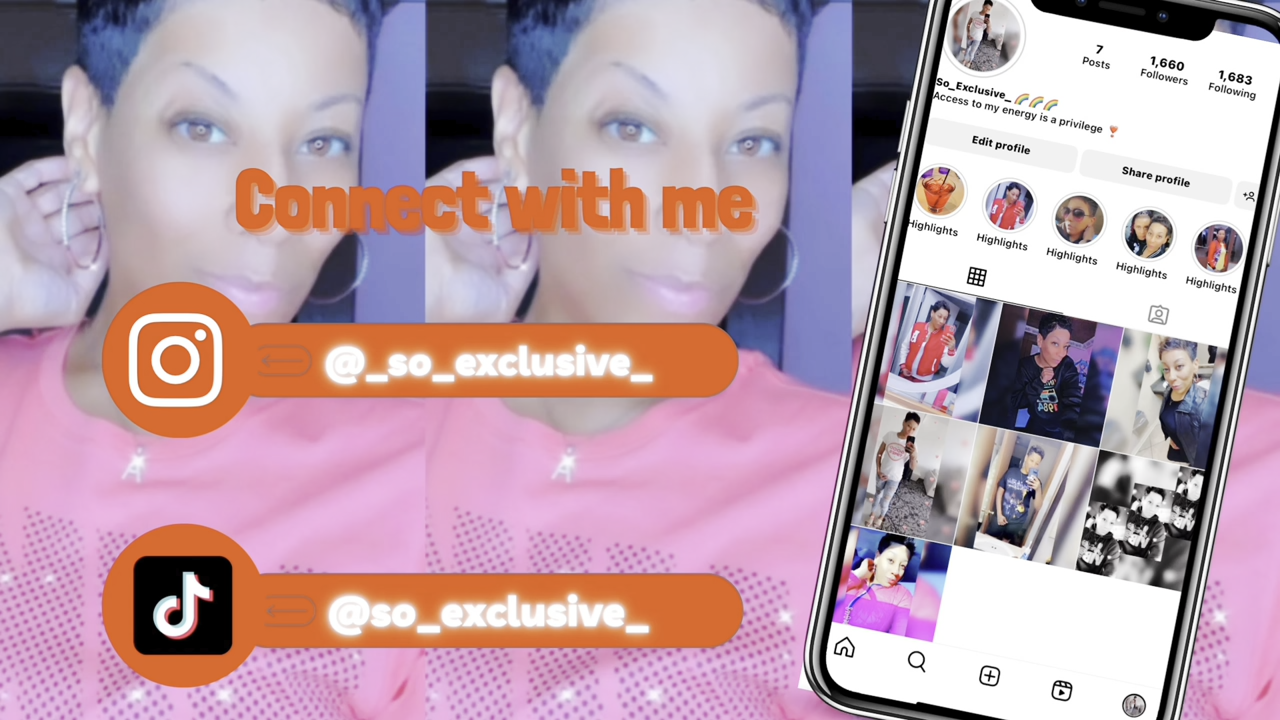 Connect with me
@_so_exclusive_
@so_exclusive_
7
Posts
1,660
Followers
1,683
Following
So_Exclusive_ 🌈🌈🌈
Access to my energy is a privilege
Edit profile
Share profile
Highlights
Highlights
Highlights
Highlights
Highlights